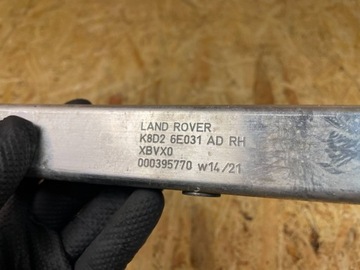 LAND ROVER
K8D2 6E031 AD RH
XBVX0
000395770 W14/21